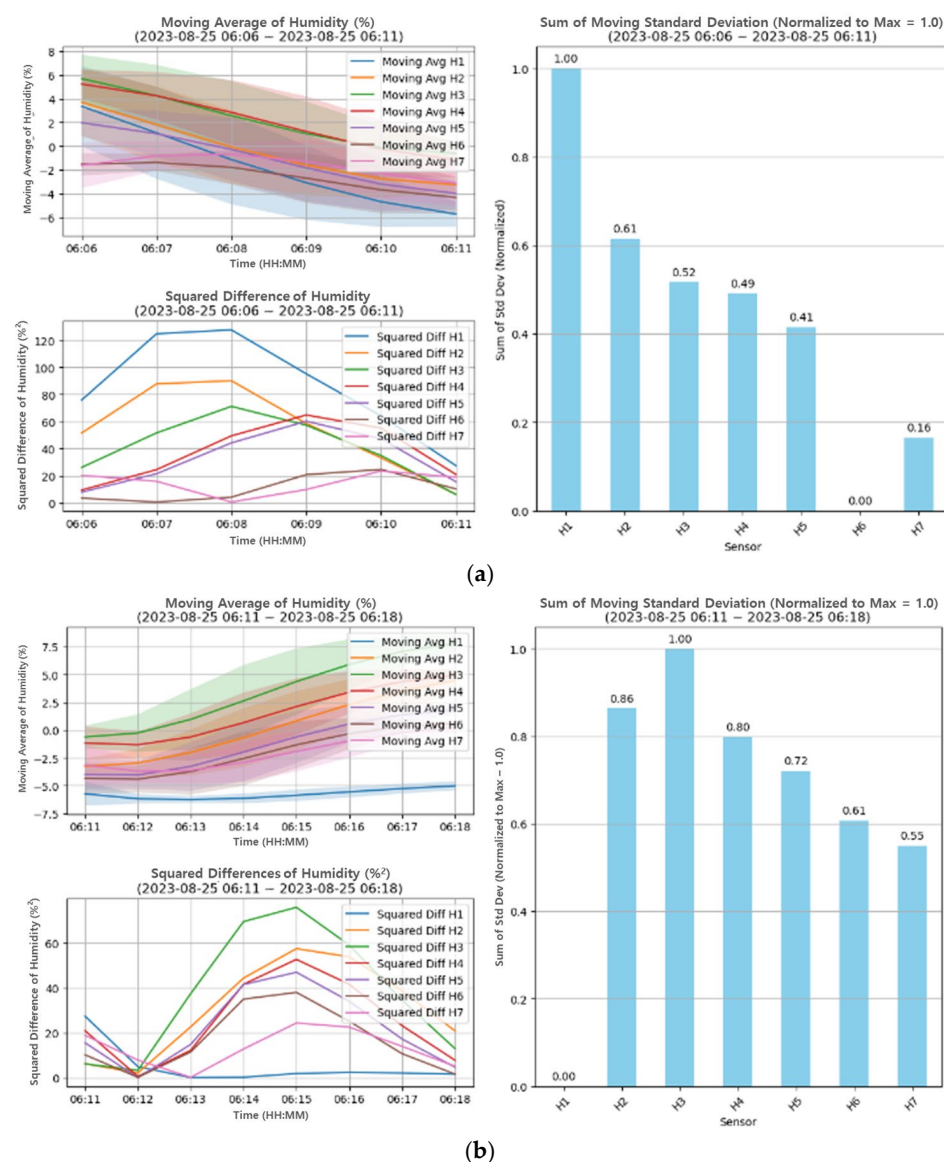 Moving Average of Humidity (%)
(2023-08-25 06:06 − 2023-08-25 06:11)
Moving Average of Humidity (%)
8
6
4
2
0
−2
−4
−6
Moving Avg H1
Moving Avg H2
Moving Avg H3
Moving Avg H4
Moving Avg H5
Moving Avg H6
Moving Avg H7
06:06 06:07 06:08 06:09 06:10 06:11
Time (HH:MM)
Squared Difference of Humidity
(2023-08-25 06:06 − 2023-08-25 06:11)
Squared Difference of Humidity (%²)
120
100
80
60
40
20
0
Squared Diff H1
Squared Diff H2
Squared Diff H3
Squared Diff H4
Squared Diff H5
Squared Diff H6
Squared Diff H7
06:06 06:07 06:08 06:09 06:10 06:11
Time (HH:MM)
Sum of Moving Standard Deviation (Normalized to Max = 1.0)
(2023-08-25 06:06 − 2023-08-25 06:11)
Sum of Std Dev (Normalized)
1.0
0.8
0.6
0.4
0.2
0.0
1.00
0.61
0.52
0.49
0.41
0.00
0.16
H1 H2 H3 H4 H5 H6 H7
Sensor
(a)
Moving Average of Humidity (%)
(2023-08-25 06:11 − 2023-08-25 06:18)
Moving Average of Humidity (%)
7.5
5.0
2.5
0.0
−2.5
−5.0
−7.5
Moving Avg H1
Moving Avg H2
Moving Avg H3
Moving Avg H4
Moving Avg H5
Moving Avg H6
Moving Avg H7
06:11 06:12 06:13 06:14 06:15 06:16 06:17 06:18
Time (HH:MM)
Squared Differences of Humidity (%²)
(2023-08-25 06:11 − 2023-08-25 06:18)
Squared Difference of Humidity (%²)
60
40
20
0
Squared Diff H1
Squared Diff H2
Squared Diff H3
Squared Diff H4
Squared Diff H5
Squared Diff H6
Squared Diff H7
06:11 06:12 06:13 06:14 06:15 06:16 06:17 06:18
Time (HH:MM)
Sum of Moving Standard Deviation (Normalized to Max = 1.0)
(2023-08-25 06:11 − 2023-08-25 06:18)
Sum of Std Dev (Normalized to Max − 1.0)
1.0
0.8
0.6
0.4
0.2
0.0
0.00
0.86
1.00
0.80
0.72
0.61
0.55
H1 H2 H3 H4 H5 H6 H7
Sensor
(b)